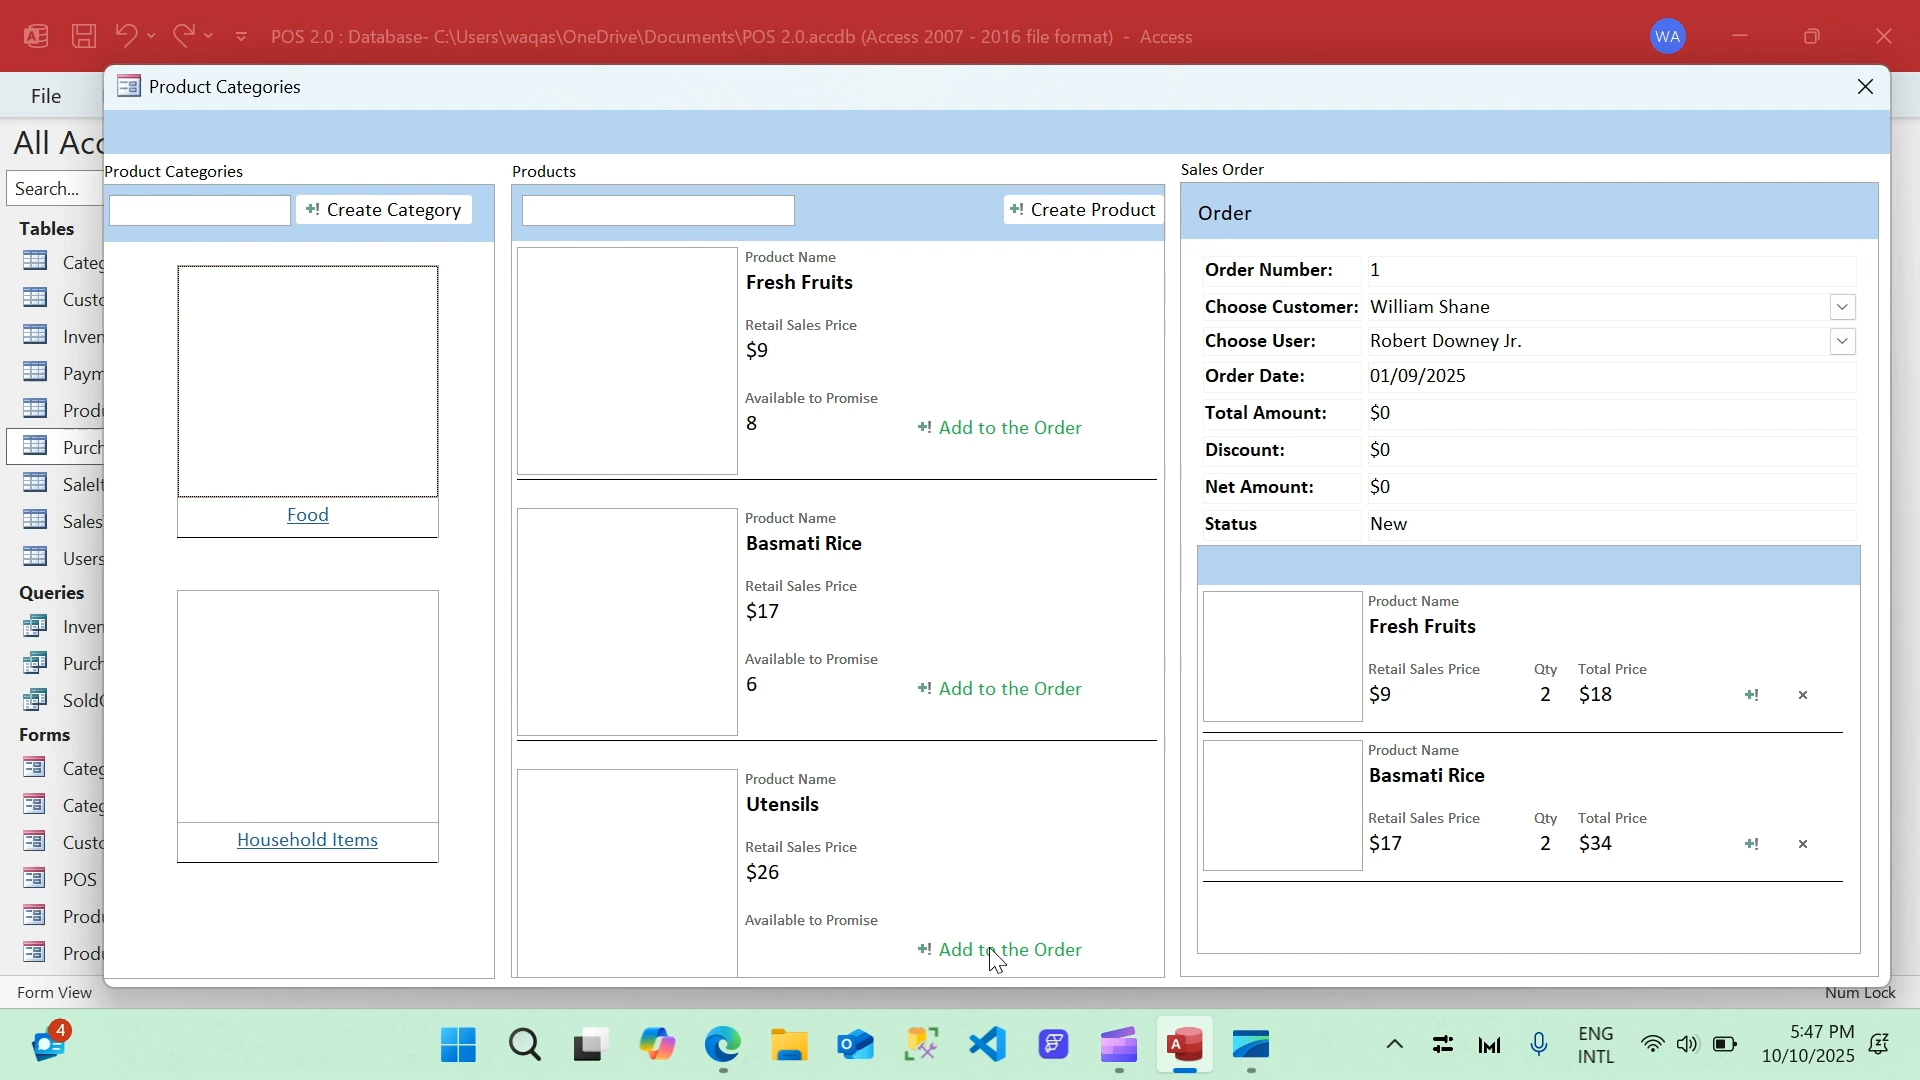 POS 2.0 : Database- C:\Users\waqas\OneDrive\Documents\POS 2.0.accdb (Access 2007 - 2016 file format) - Access
WA
File
Product Categories
All Acc
Search...
Tables
Categ
Custo
Inven
Paym
Produ
Purch
SaleIt
Sales
Users
Queries
Inven
Purch
SoldC
Forms
Categ
Categ
Custo
POS
Produ
Produ
Product Categories
Create Category
Food
Household Items
Products
Create Product
Product Name
Fresh Fruits
Retail Sales Price
$9
Available to Promise
8
Add to the Order
Product Name
Basmati Rice
Retail Sales Price
$17
Available to Promise
6
Add to the Order
Product Name
Utensils
Retail Sales Price
$26
Available to Promise
Add to the Order
Sales Order
Order
Order Number: 1
Choose Customer: William Shane
Choose User: Robert Downey Jr.
Order Date: 01/09/2025
Total Amount: $0
Discount: $0
Net Amount: $0
Status New
Product Name
Fresh Fruits
Retail Sales Price Qty Total Price
$9 2 $18
Product Name
Basmati Rice
Retail Sales Price Qty Total Price
$17 2 $34
Form View
Num Lock
4
ENG
INTL
5:47 PM
10/10/2025